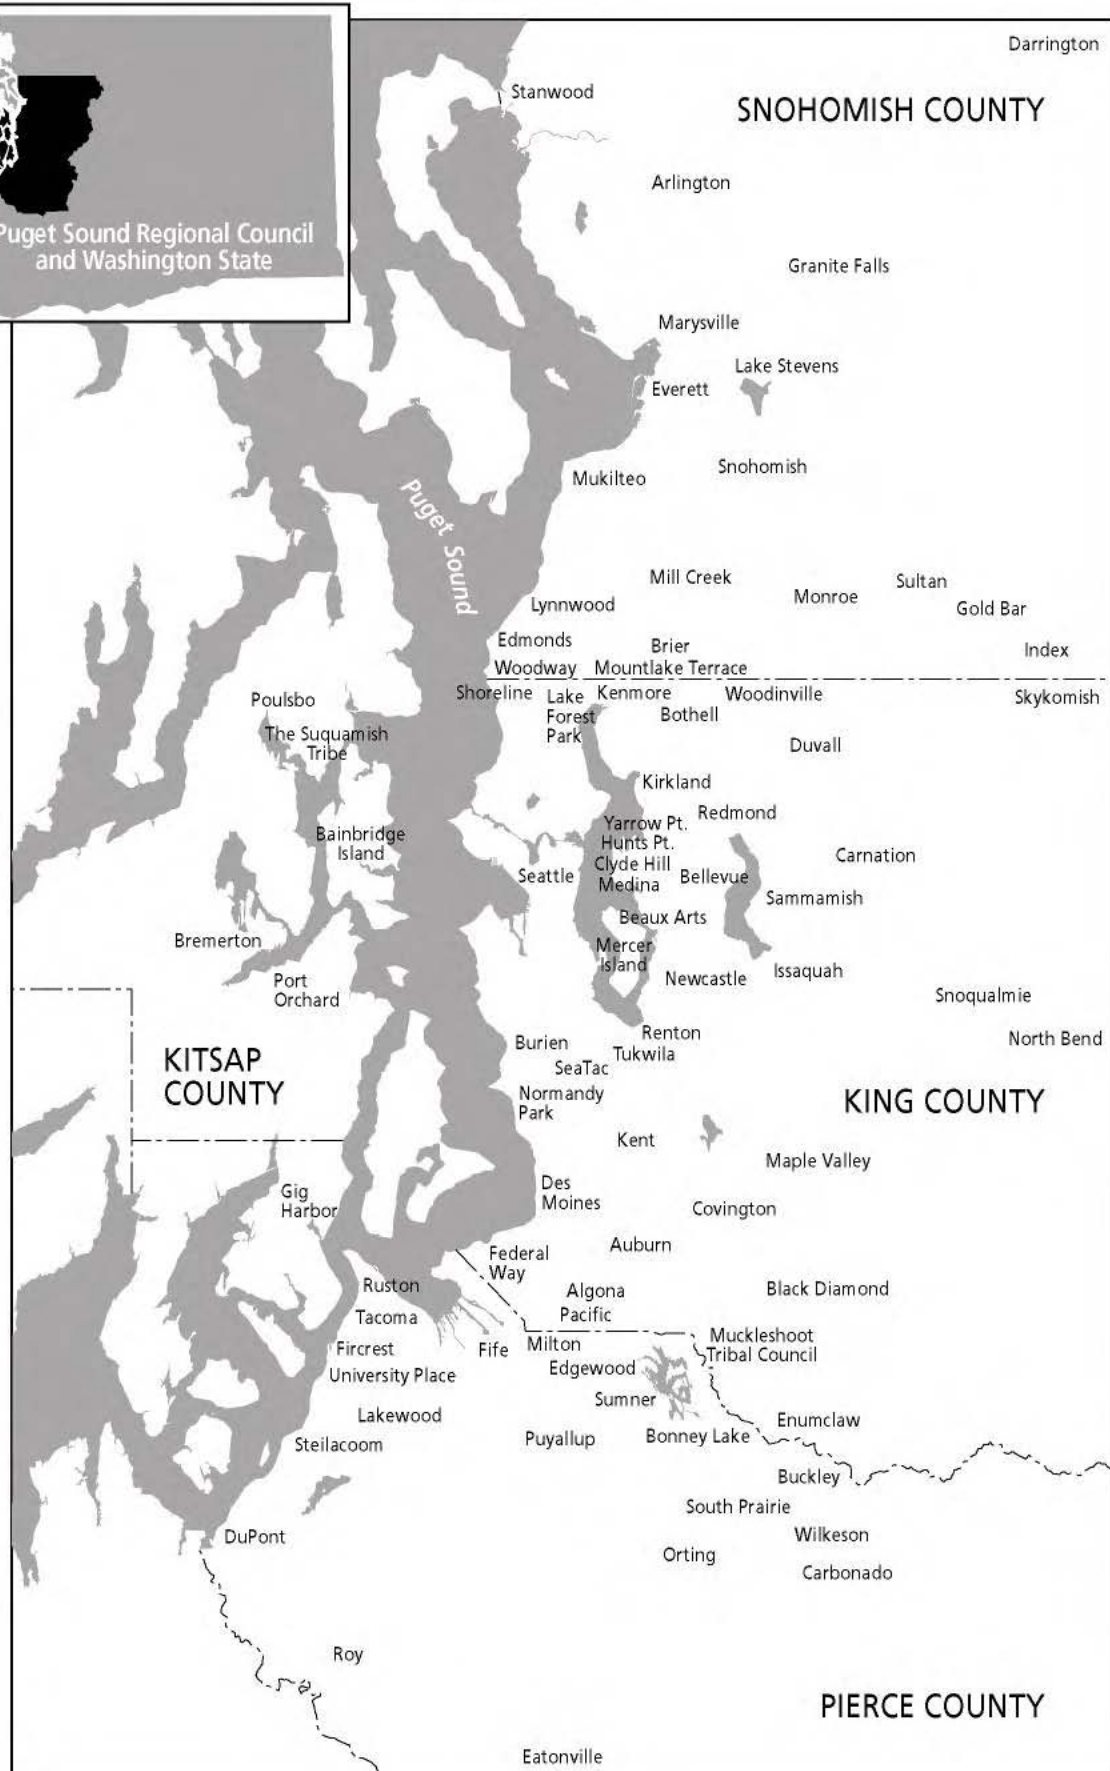 Puget Sound Regional Council
and Washington State
Darrington
Stanwood
SNOHOMISH COUNTY
Arlington
Granite Falls
Marysville
Lake Stevens
Everett
Snohomish
Mukilteo
Puget Sound
Mill Creek
Sultan
Monroe
Lynnwood
Gold Bar
Edmonds
Brier
Index
Woodway
Mountlake Terrace
Shoreline
Lake
Forest
Park
Kenmore
Woodinville
Skykomish
Poulsbo
Bothell
The Suquamish
Tribe
Duvall
Kirkland
Redmond
Yarrow Pt.
Hunts Pt.
Clyde Hill
Medina
Bainbridge
Island
Carnation
Seattle
Bellevue
Sammamish
Beaux Arts
Bremerton
Mercer
Island
Newcastle
Issaquah
Port
Orchard
Snoqualmie
Renton
North Bend
Burien
Tukwila
SeaTac
KITSAP
COUNTY
Normandy
Park
KING COUNTY
Kent
Maple Valley
Gig
Harbor
Des
Moines
Covington
Auburn
Federal
Way
Ruston
Algona
Black Diamond
Pacific
Tacoma
Muckleshoot
Tribal Council
Fircrest
Fife
Milton
Edgewood
University Place
Sumner
Lakewood
Enumclaw
Steilacoom
Puyallup
Bonney Lake
Buckley
South Prairie
DuPont
Wilkeson
Orting
Carbonado
Roy
PIERCE COUNTY
Eatonville